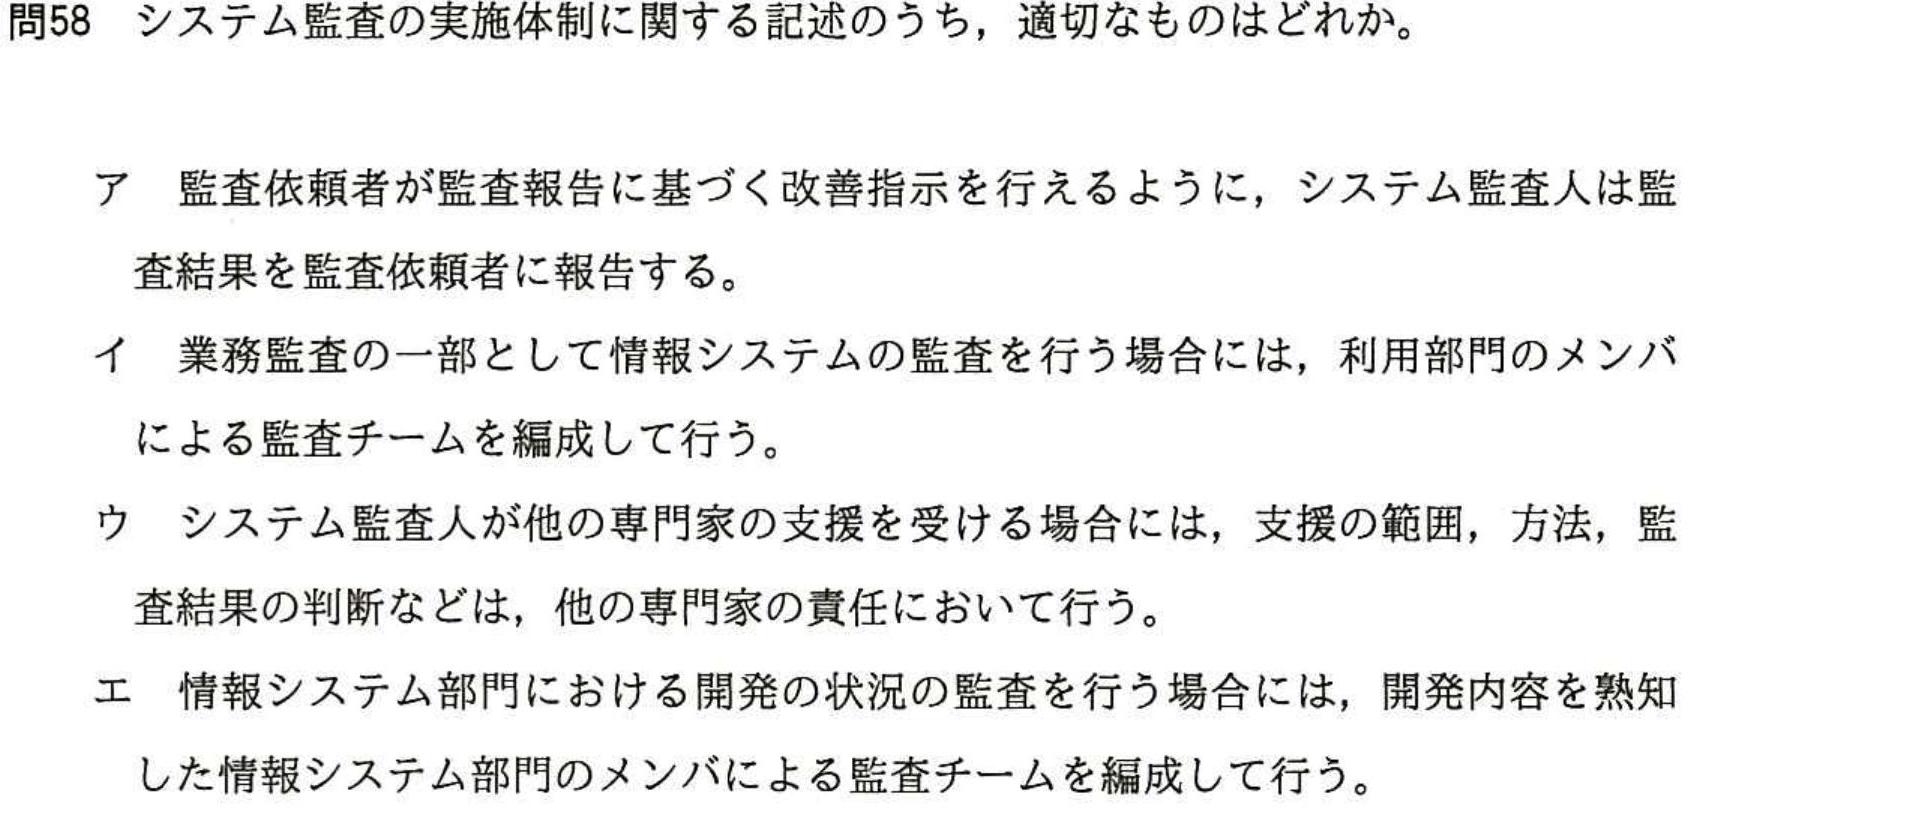 問58　システム監査の実施体制に関する記述のうち，適切なものはどれか。
ア　監査依頼者が監査報告に基づく改善指示を行えるように，システム監査人は監
査結果を監査依頼者に報告する。
イ　業務監査の一部として情報システムの監査を行う場合には，利用部門のメンバ
による監査チームを編成して行う。
ウ　システム監査人が他の専門家の支援を受ける場合には，支援の範囲，方法，監
査結果の判断などは，他の専門家の責任において行う。
エ　情報システム部門における開発の状況の監査を行う場合には，開発内容を熟知
した情報システム部門のメンバによる監査チームを編成して行う。